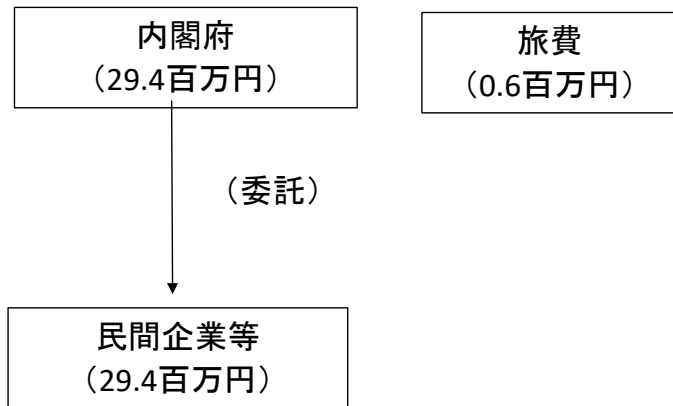 内閣府
（29.4百万円）
旅費
（0.6百万円）
（委託）
民間企業等
（29.4百万円）